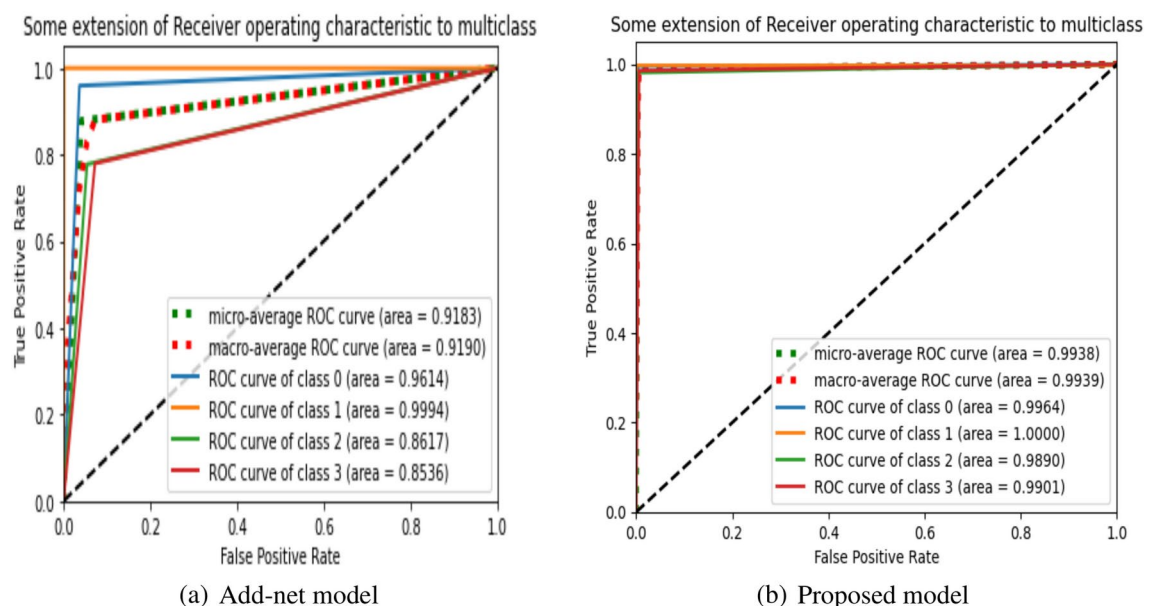 Some extension of Receiver operating characteristic to multiclass
True Positive Rate
1.0
0.8
0.6
0.4
0.2
0.0
micro-average ROC curve (area = 0.9183)
macro-average ROC curve (area = 0.9190)
ROC curve of class 0 (area = 0.9614)
ROC curve of class 1 (area = 0.9994)
ROC curve of class 2 (area = 0.8617)
ROC curve of class 3 (area = 0.8536)
0.0 0.2 0.4 0.6 0.8 1.0
False Positive Rate
(a) Add-net model
Some extension of Receiver operating characteristic to multiclass
True Positive Rate
1.0
0.8
0.6
0.4
0.2
0.0
micro-average ROC curve (area = 0.9938)
macro-average ROC curve (area = 0.9939)
ROC curve of class 0 (area = 0.9964)
ROC curve of class 1 (area = 1.0000)
ROC curve of class 2 (area = 0.9890)
ROC curve of class 3 (area = 0.9901)
0.0 0.2 0.4 0.6 0.8 1.0
False Positive Rate
(b) Proposed model